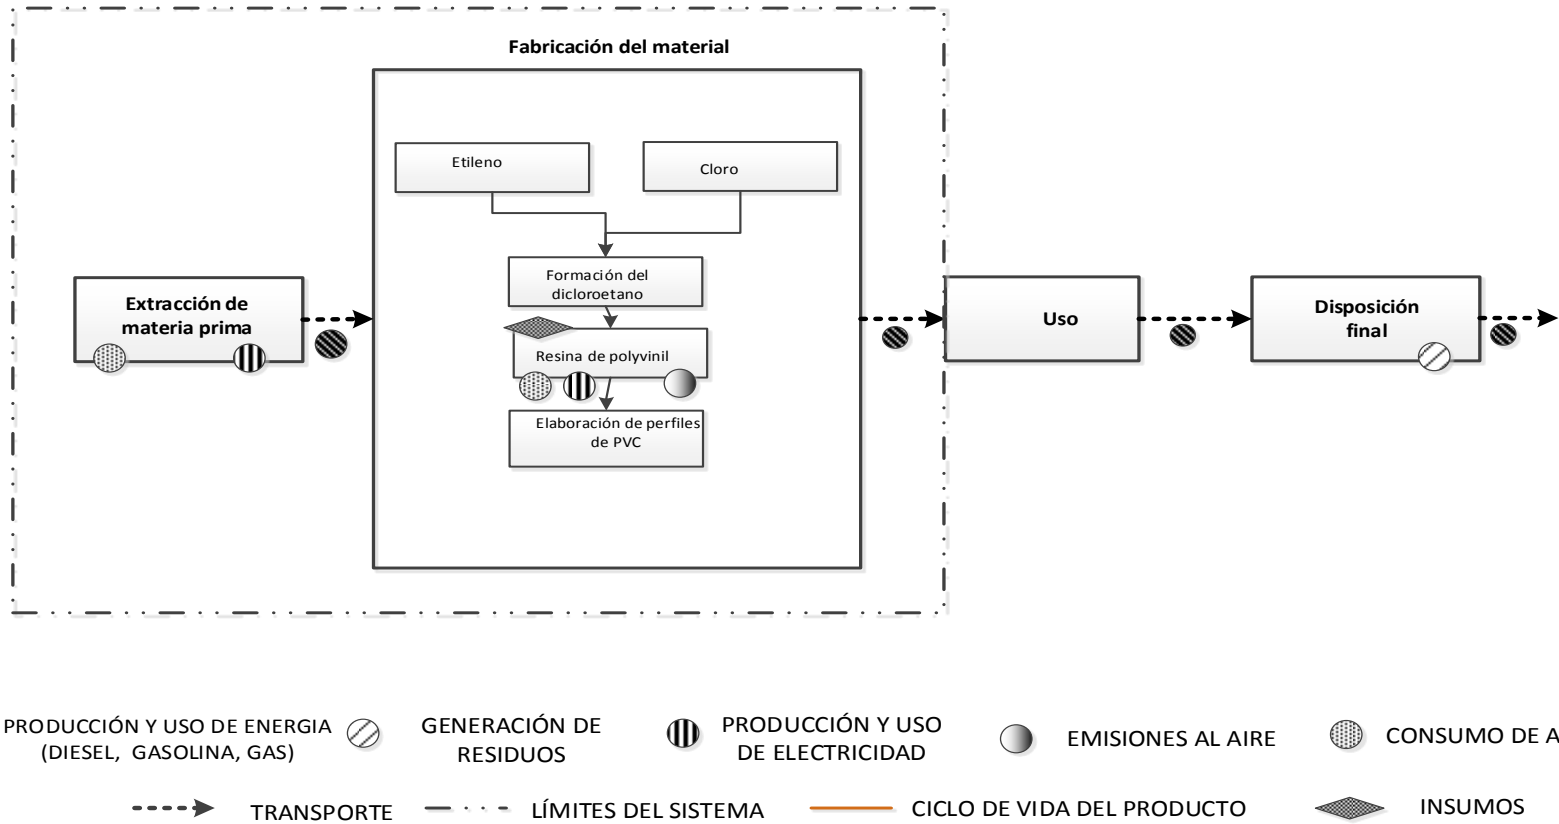 Fabricación del material
Etileno
Cloro
Formación del
dicloroetano
Resina de polyvinil
Elaboración de perfiles
de PVC
Extracción de
materia prima
Uso
Disposición
final
PRODUCCIÓN Y USO DE ENERGIA
(DIESEL, GASOLINA, GAS)
GENERACIÓN DE
RESIDUOS
PRODUCCIÓN Y USO
DE ELECTRICIDAD
EMISIONES AL AIRE
CONSUMO DE A
TRANSPORTE
LÍMITES DEL SISTEMA
CICLO DE VIDA DEL PRODUCTO
INSUMOS